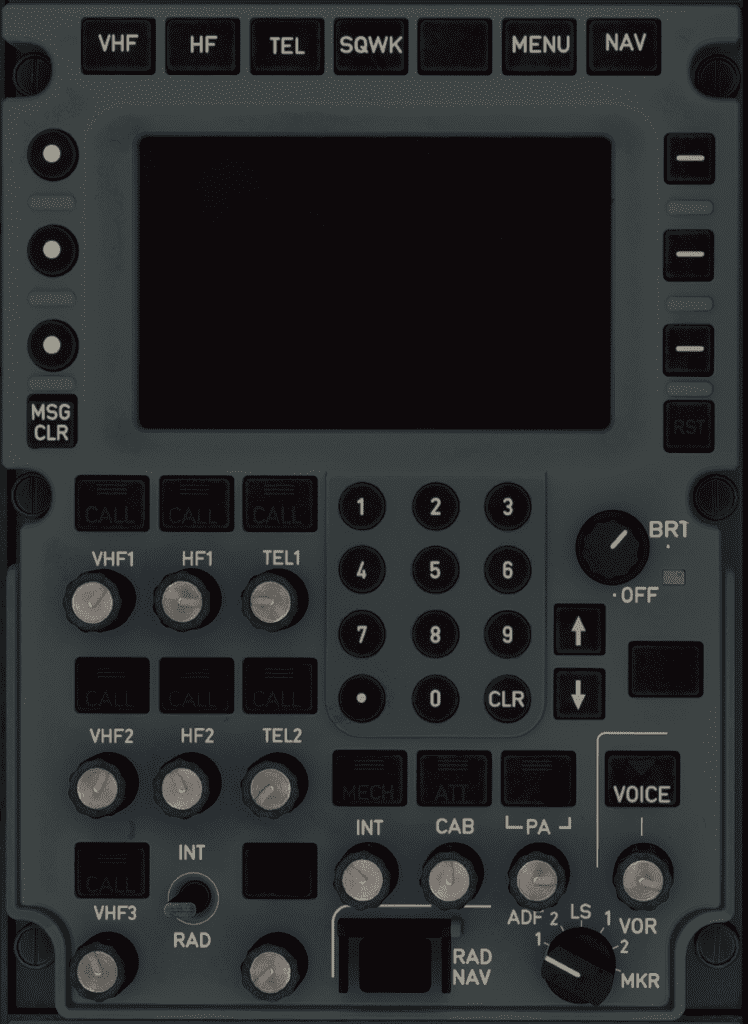 VHF HF TEL SQWK MENU NAV
MSG
CLR
RST
CALL CALL CALL
VHF1 HF1 TEL1
1 2 3
4 5 6
7 8 9
• 0 CLR
BRT
• OFF
↑
↓
CALL CALL CALL
VHF2 HF2 TEL2
MECH ATT
VOICE
INT CAB PA
CALL
INT
RAD
VHF3
RAD
NAV
ADF 1 2 LS 1 2 VOR
MKR